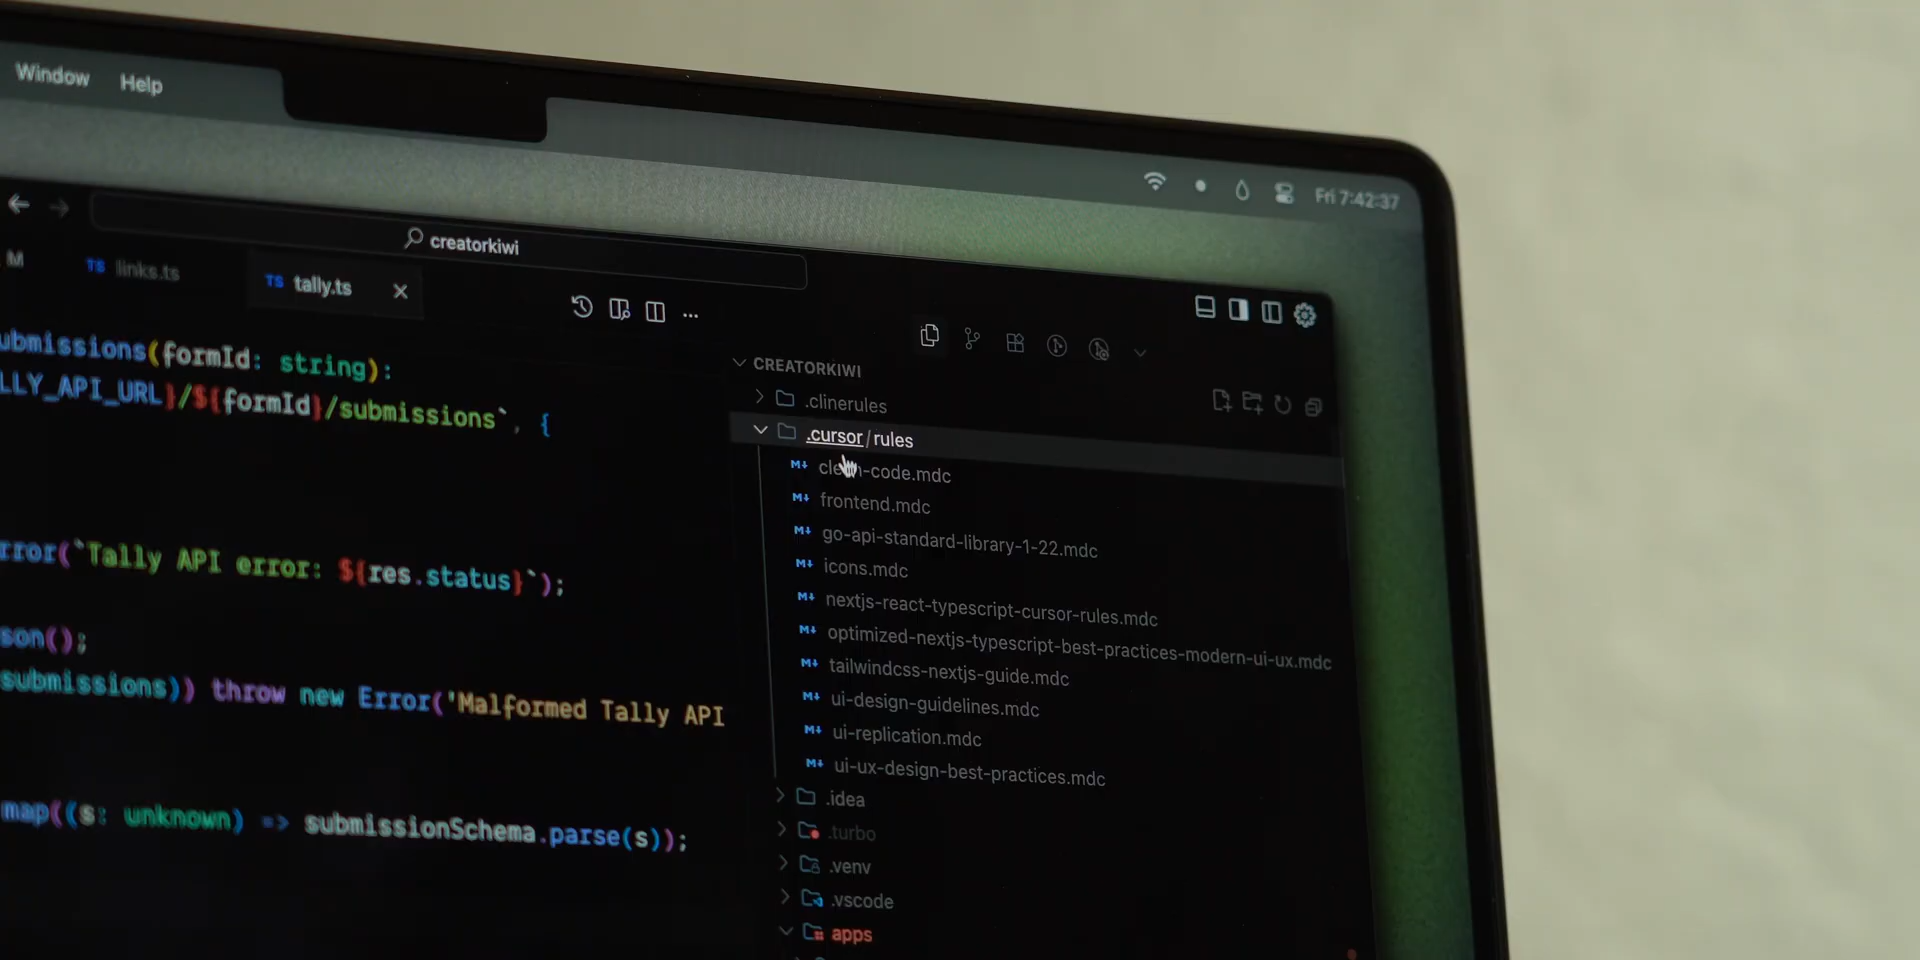 Window Help
Fri 7:42:37
creatorkiwi
M TS links.ts TS tally.ts
ubmissions(formId: string):
LLY_API_URL}/${formId}/submissions`, {
rror(`Tally API error: ${res.status}`);
son();
submissions)) throw new Error('Malformed Tally API
map((s: unknown) => submissionSchema.parse(s));
CREATORKIWI
.clinerules
.cursor/rules
-code.mdc
frontend.mdc
go-api-standard-library-1-22.mdc
icons.mdc
nextjs-react-typescript-cursor-rules.mdc
optimized-nextjs-typescript-best-practices-modern-ui-ux.mdc
tailwindcss-nextjs-guide.mdc
ui-design-guidelines.mdc
ui-replication.mdc
ui-ux-design-best-practices.mdc
.idea
.turbo
.venv
.vscode
apps